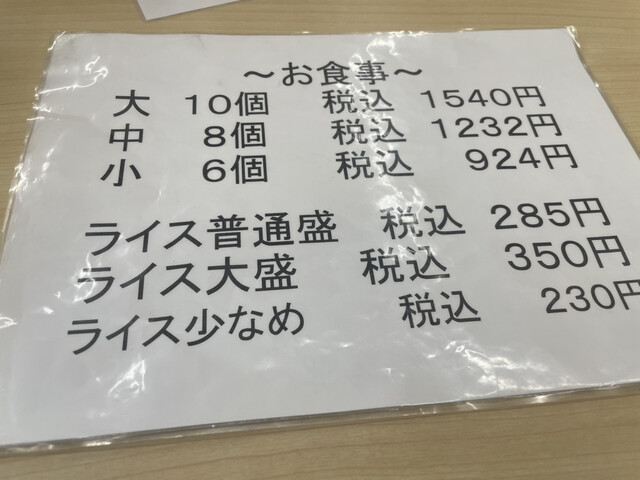 ～お食事～
大 10個 税込 1540円
中 8個 税込 1232円
小 6個 税込 924円
ライス普通盛 税込 285円
ライス大盛 税込 350円
ライス少なめ 税込 230円